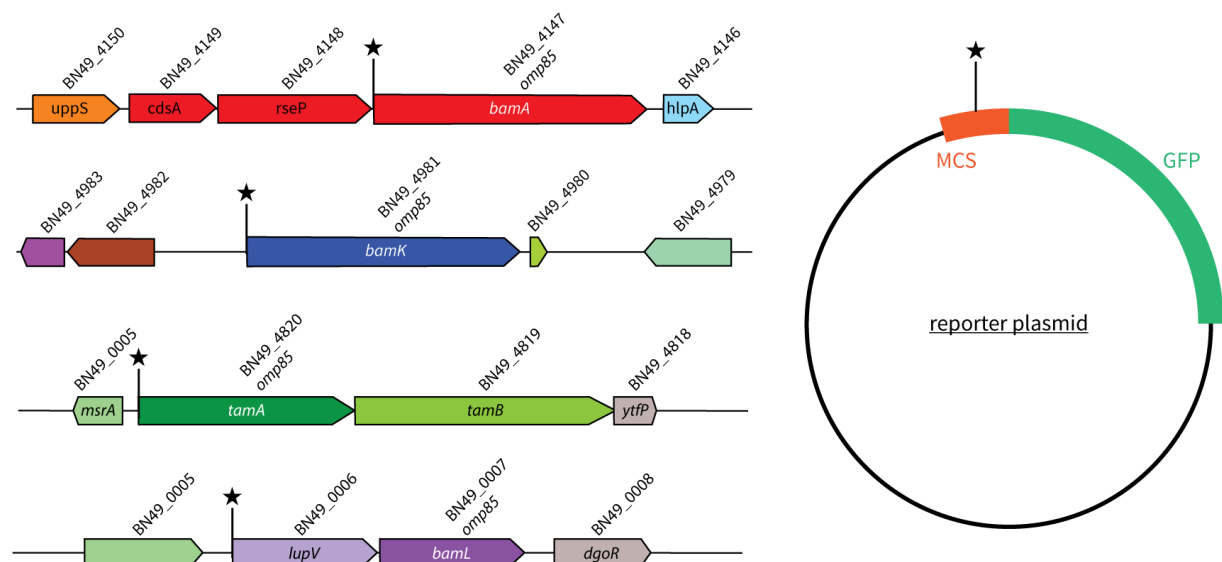 BN49_4150
BN49_4149
BN49_4148
BN49_4147
omp85
BN49_4146
uppS
cdsA
rseP
bamA
hlpA
BN49_4983
BN49_4982
BN49_4981
omp85
BN49_4980
BN49_4979
bamK
BN49_0005
BN49_4820
omp85
BN49_4819
BN49_4818
msrA
tamA
tamB
ytfP
BN49_0005
BN49_0006
BN49_0007
omp85
BN49_0008
lupV
bamL
dgoR
MCS
GFP
reporter plasmid